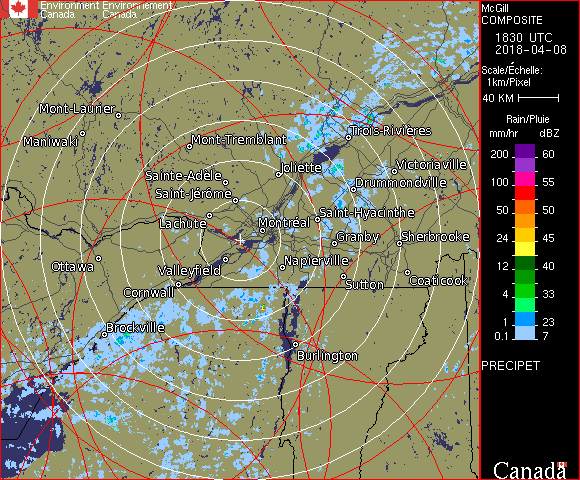 Environment Environnement
Canada Canada
McGill
COMPOSITE
1830 UTC
2018-04-08
Scale/Échelle:
1km/Pixel
40 KM
Rain/Pluie
mm/hr dBZ
200 60
100 55
50 50
24 45
12 40
4 33
1 23
0.1 7
PRECIPET
Canada
Mont-Laurier
Maniwaki
Mont-Tremblant
Trois-Rivières
Joliette
Victoriaville
Sainte-Adèle
Drummondville
Saint-Jérôme
Saint-Hyacinthe
Lachute
Montréal
Granby
Sherbrooke
Ottawa
Valleyfield
Napierville
Cornwall
Sutton
Coaticook
Brockville
Burlington